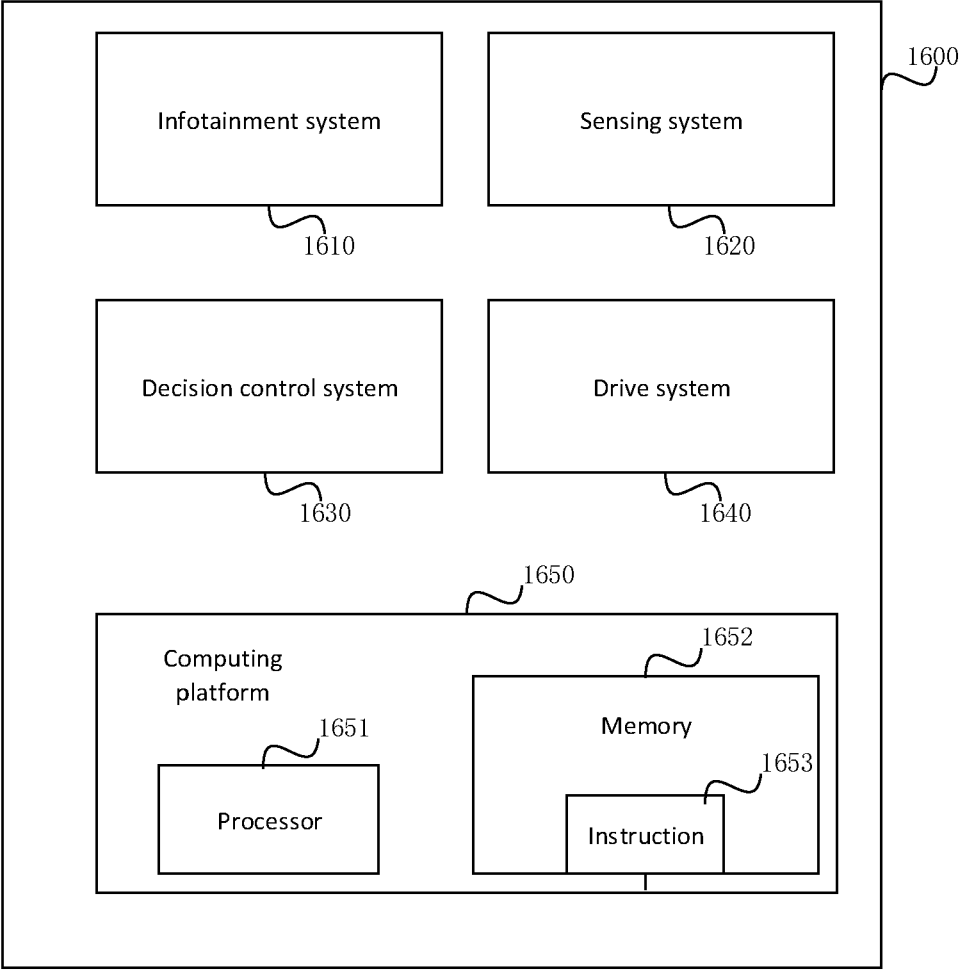 1600
Infotainment system
Sensing system
1610
1620
Decision control system
Drive system
1630
1640
1650
Computing
platform
1652
Memory
1651
Processor
1653
Instruction